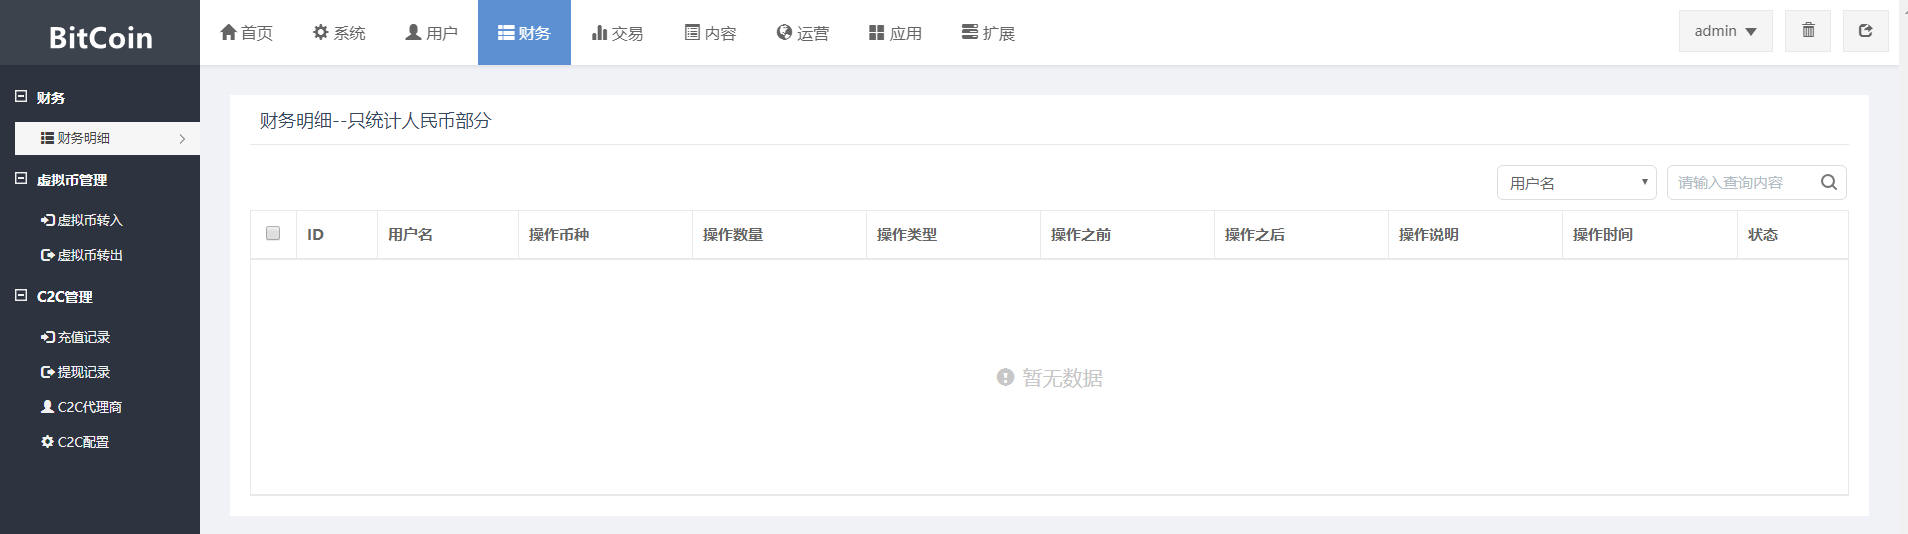 BitCoin
首页 系统 用户 财务 交易 内容 运营 应用 扩展 admin
财务
财务明细
虚拟币管理
虚拟币转入
虚拟币转出
C2C管理
充值记录
提现记录
C2C代理商
C2C配置
财务明细--只统计人民币部分
用户名 请输入查询内容
ID 用户名 操作币种 操作数量 操作类型 操作之前 操作之后 操作说明 操作时间 状态
暂无数据